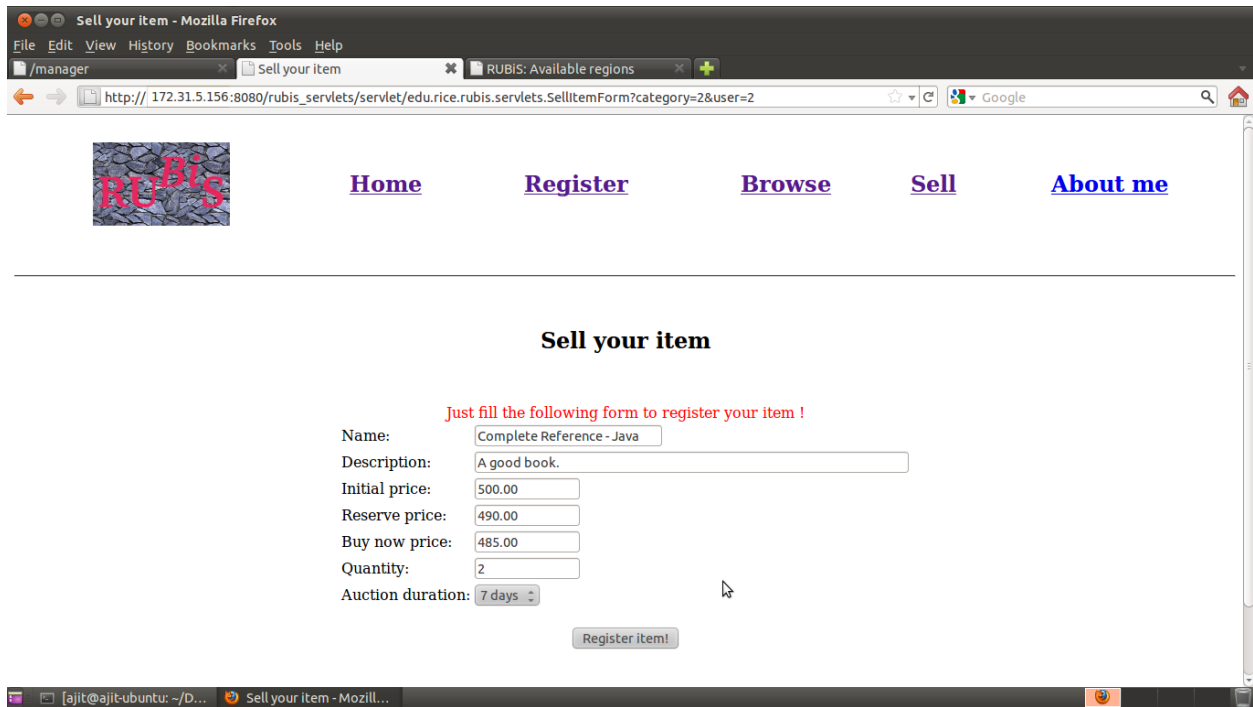 Sell your item - Mozilla Firefox
File Edit View History Bookmarks Tools Help
/manager Sell your item RUBiS: Available regions
http:// 172.31.5.156:8080/rubis_servlets/servlet/edu.rice.rubis.servlets.SellItemForm?category=2&user=2 Google
RUBiS Home Register Browse Sell About me
Sell your item
Just fill the following form to register your item !
Name: Complete Reference - Java
Description: A good book.
Initial price: 500.00
Reserve price: 490.00
Buy now price: 485.00
Quantity: 2
Auction duration: 7 days
Register item!
[ajit@ajit-ubuntu: ~/D... Sell your item - Mozill...